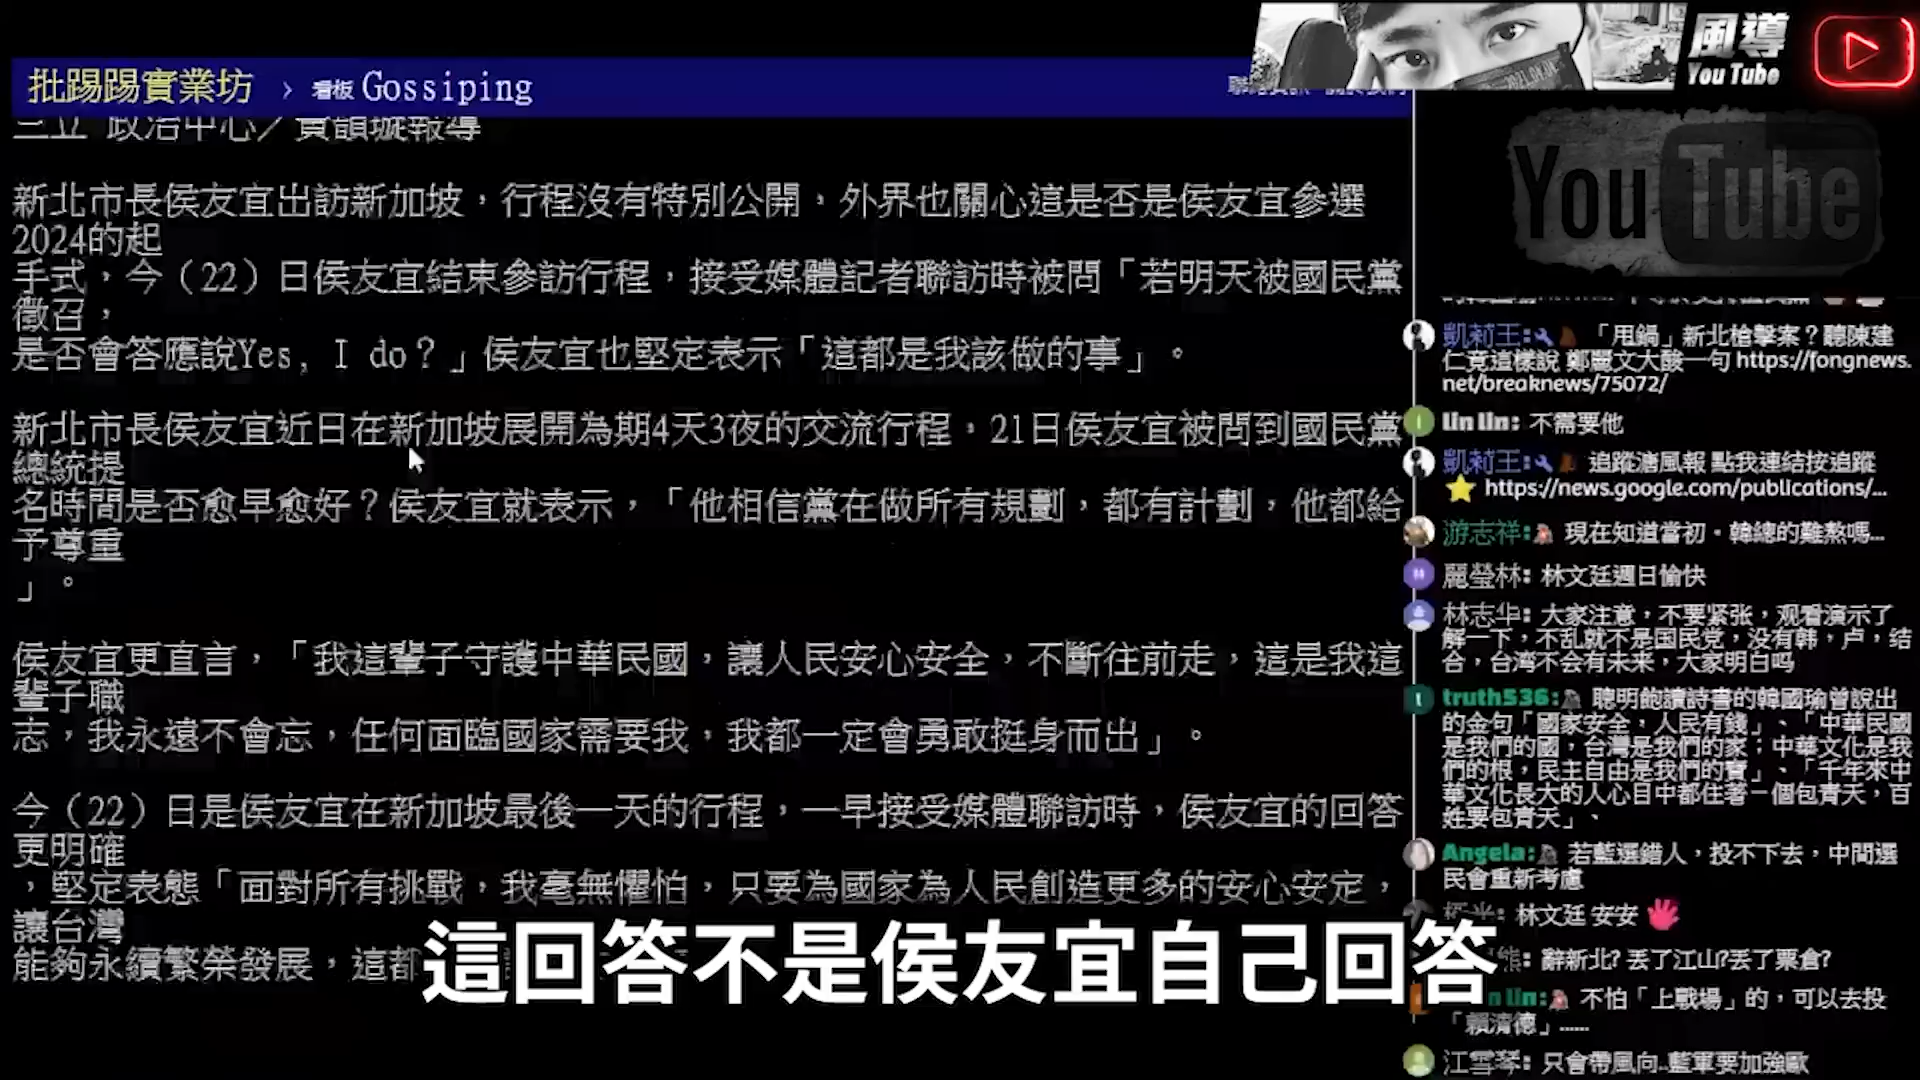 風導
You Tube
批踢踢實業坊 › 看板 Gossiping
三立 政治中心／
新北市長侯友宜出訪新加坡，行程沒有特別公開，外界也關心這是否是侯友宜參選
2024的起
手式，今（22）日侯友宜結束參訪行程，接受媒體記者聯訪時被問「若明天被國民黨
徵召，
是否會答應說Yes, I do？」侯友宜也堅定表示「這都是我該做的事」。
新北市長侯友宜近日在新加坡展開為期4天3夜的交流行程，21日侯友宜被問到國民黨
總統提
名時間是否愈早愈好？侯友宜就表示，「他相信黨在做所有規劃，都有計劃，他都給
予尊重
」。
侯友宜更直言，「我這輩子守護中華民國，讓人民安心安全，不斷往前走，這是我這
輩子職
志，我永遠不會忘，任何面臨國家需要我，我都一定會勇敢挺身而出」。
今（22）日是侯友宜在新加坡最後一天的行程，一早接受媒體聯訪時，侯友宜的回答
更明確
，堅定表態「面對所有挑戰，我毫無懼怕，只要為國家為人民創造更多的安心安定，
讓台灣
能夠永續繁榮發展，這都
這回答不是侯友宜自己回答
YouTube
凱莉王: 「甩鍋」新北槍擊案？聽陳建
仁竟這樣說 鄭麗文大酸一句 https://fongnews.
net/breaknews/75072/
lin lin: 不需要他
凱莉王: 追蹤溏風報 點我連結按追蹤
https://news.google.com/publications/...
游志祥: 現在知道當初・韓總的難熬嗎...
麗瑩林: 林文廷週日愉快
林志华: 大家注意，不要紧张，观看演示了
解一下，不乱就不是国民党，没有韩，卢，结
合，台湾不会有未来，大家明白吗
truth536: 聰明飽讀詩書的韓國瑜曾說出
的金句「國家安全，人民有錢」、「中華民國
是我們的國，台灣是我們的家；中華文化是我
們的根，民主自由是我們的寶」、「千年來中
華文化長大的人心目中都住著一個包青天，百
姓要包青天」、
Angela: 若藍選錯人，投不下去，中間選
民會重新考慮
林文廷 安安
熊: 辭新北? 丟了江山?丟了票倉?
n lin: 不怕「上戰場」的，可以去投
「賴清德」......
江雪琴: 只會帶風向..藍軍要加強歐